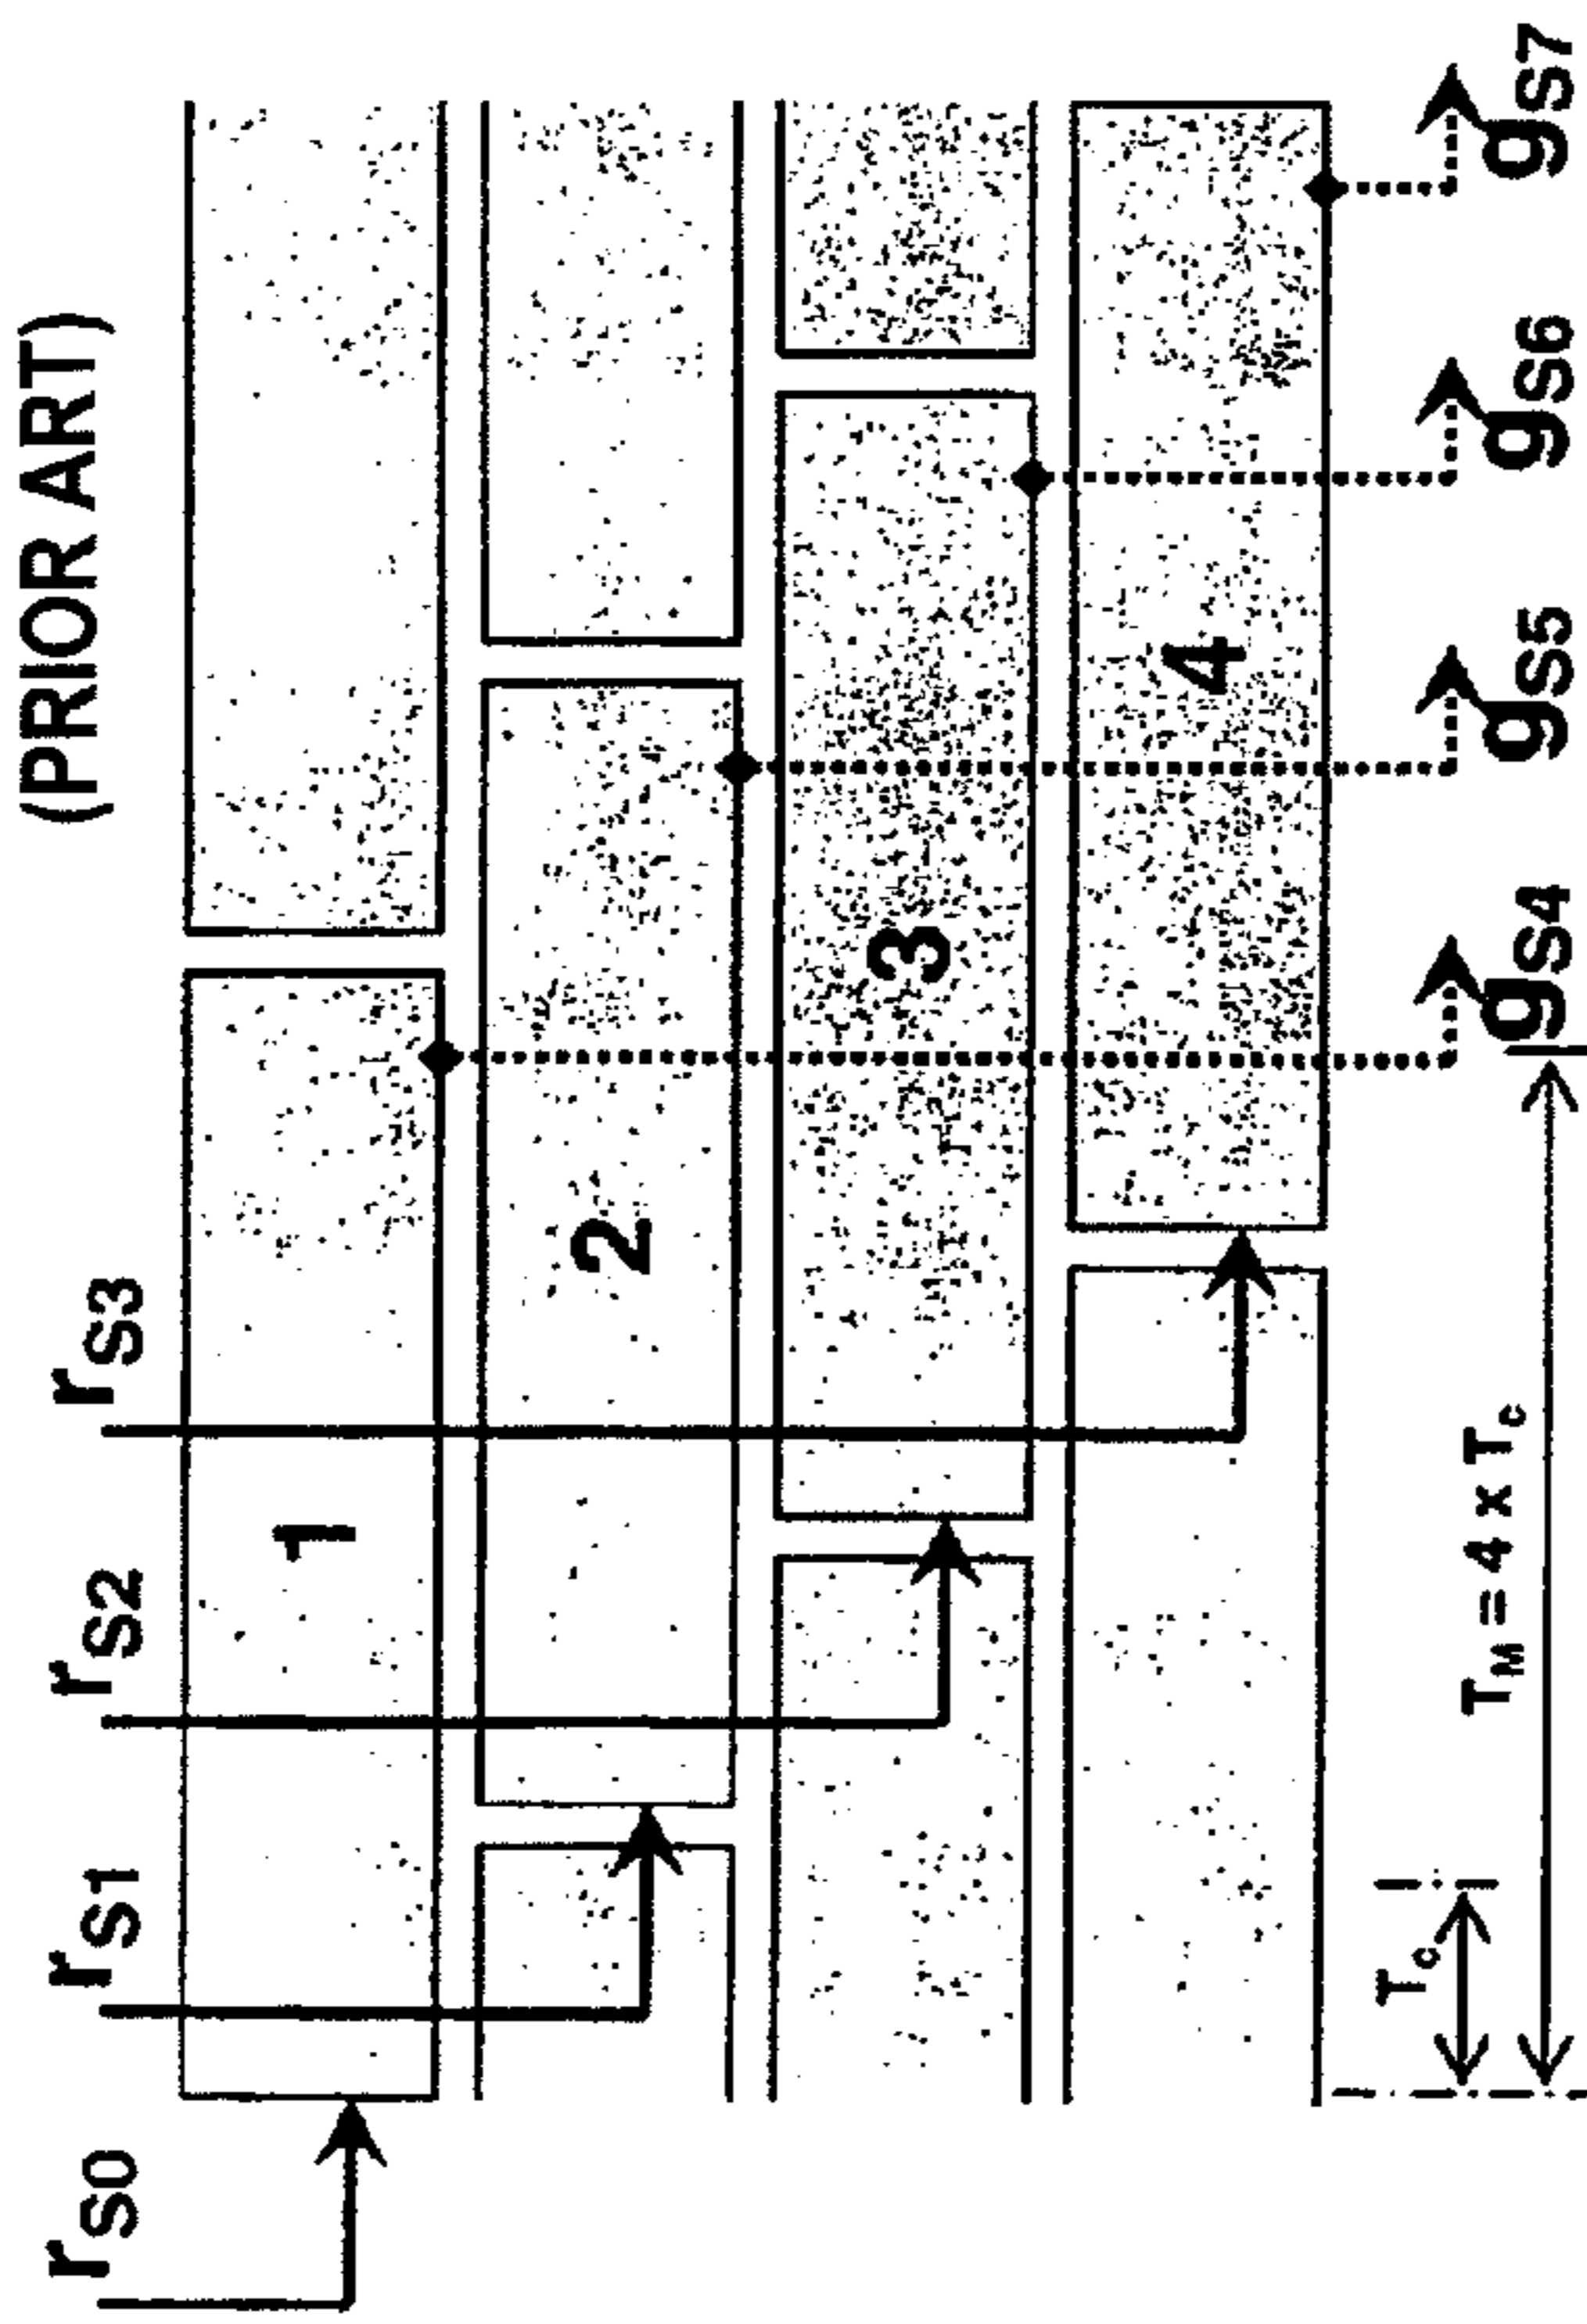 (PRIOR ART)
rS0 rS1 rS2 rS3
1
2
3
4
Tc
TM = 4 x Tc
gS4 gS5 gS6 gS7